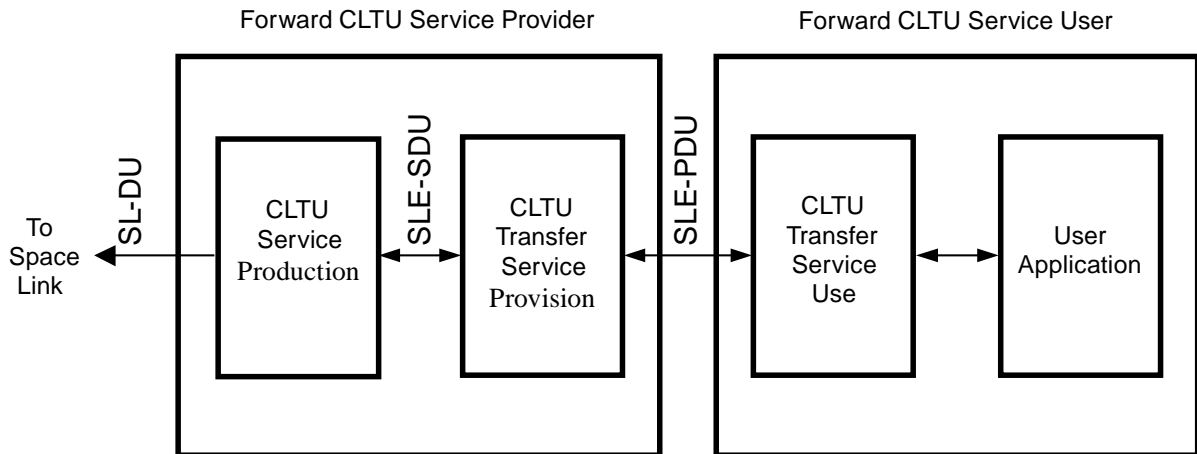 Forward CLTU Service Provider
Forward CLTU Service User
To
Space
Link
SL-DU
CLTU
Service
Production
SLE-SDU
CLTU
Transfer
Service
Provision
SLE-PDU
CLTU
Transfer
Service
Use
User
Application